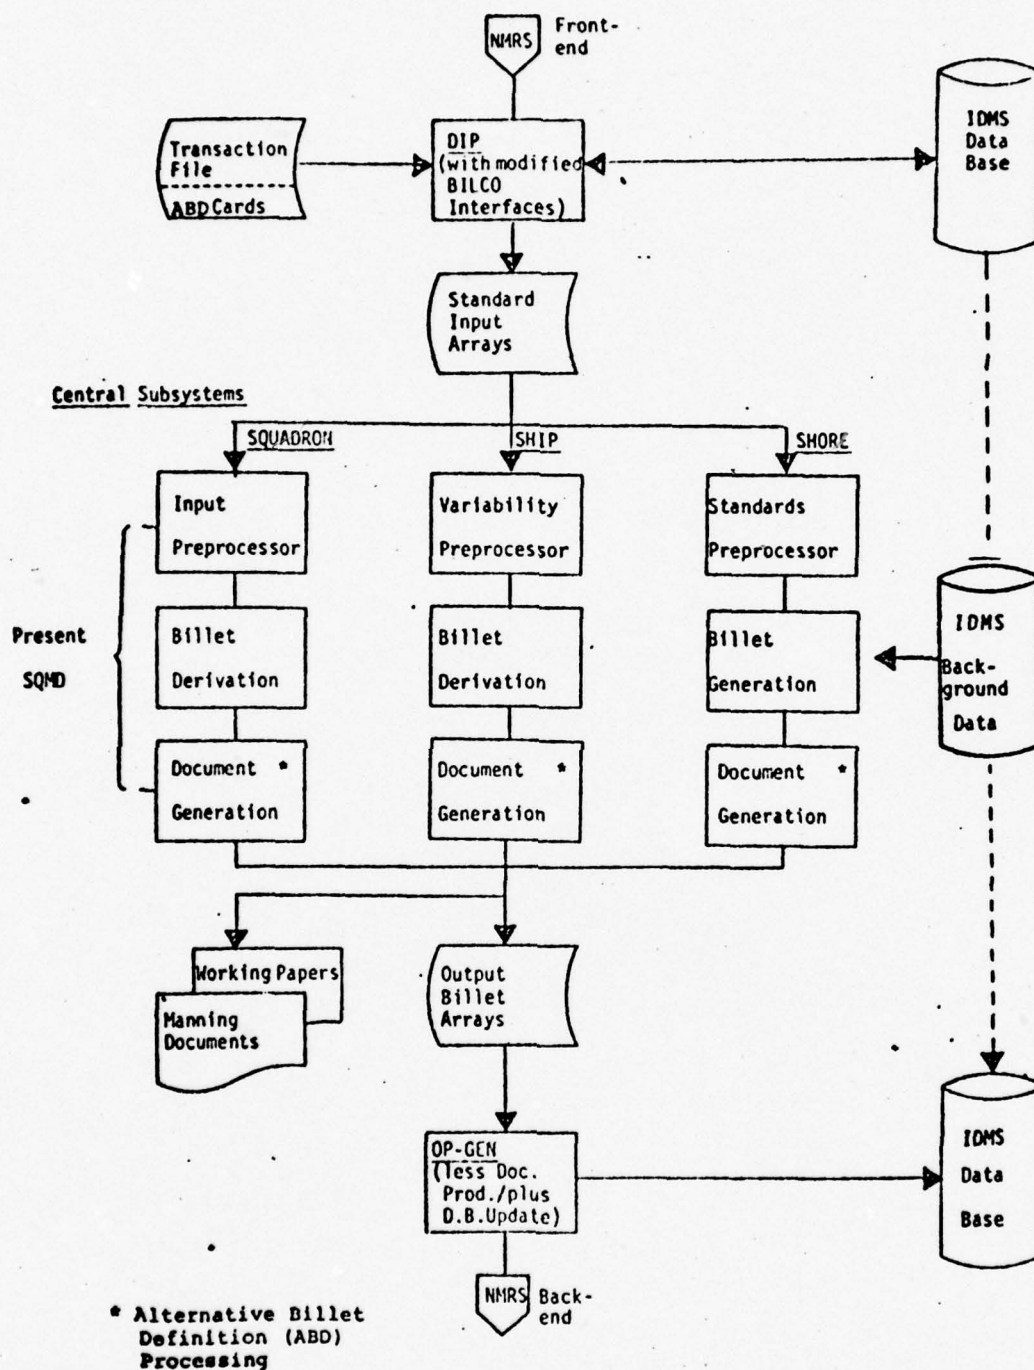 NMRS
Front-
end
Transaction
File
ABD Cards
DIP
(with modified
BILCO
Interfaces)
IDMS
Data
Base
Standard
Input
Arrays
Central Subsystems
SQUADRON
SHIP
SHORE
Input
Preprocessor
Variability
Preprocessor
Standards
Preprocessor
Present
SQMD
Billet
Derivation
Billet
Derivation
Billet
Generation
IDMS
Back-
ground
Data
Document *
Generation
Document *
Generation
Document *
Generation
Working Papers
Manning
Documents
Output
Billet
Arrays
OP-GEN
(less Doc.
Prod./plus
D.B.Update)
IDMS
Data
Base
NMRS
Back-
end
* Alternative Billet
Definition (ABD)
Processing